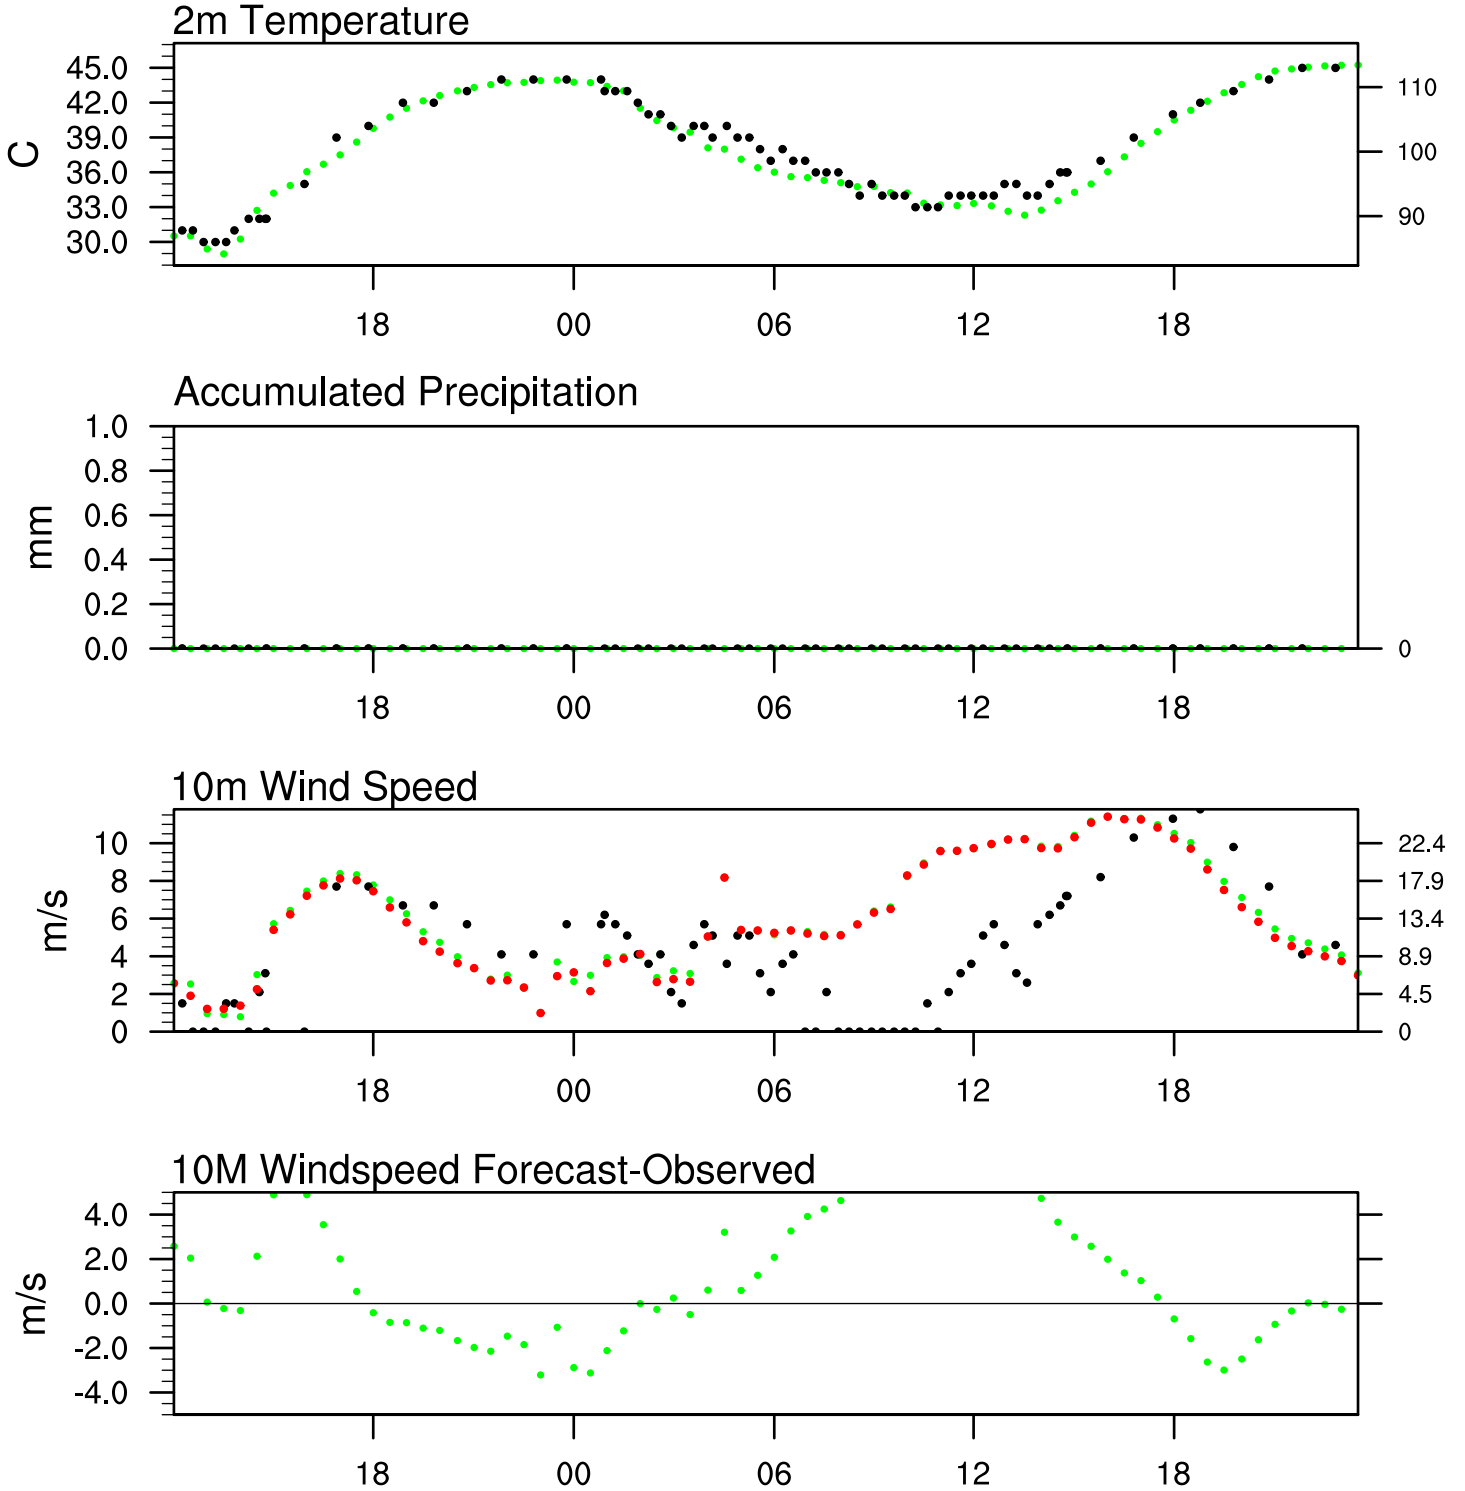 2m Temperature
45.0
42.0
39.0
36.0
33.0
30.0
C
110
100
90
18 00 06 12 18
Accumulated Precipitation
1.0
0.8
0.6
0.4
0.2
0.0
mm
0
18 00 06 12 18
10m Wind Speed
10
8
6
4
2
0
m/s
22.4
17.9
13.4
8.9
4.5
0
18 00 06 12 18
10M Windspeed Forecast-Observed
4.0
2.0
0.0
-2.0
-4.0
m/s
18 00 06 12 18